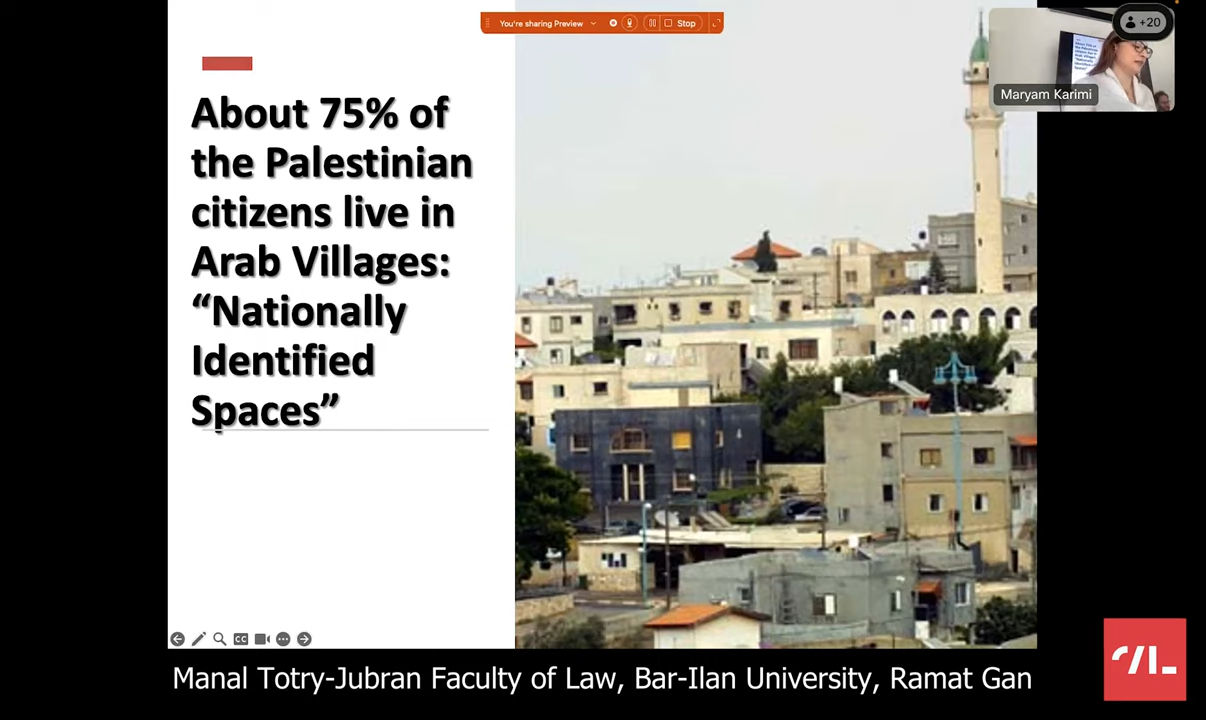 You're sharing Preview
Stop
+20
Maryam Karimi
About 75% of
the Palestinian
citizens live in
Arab Villages:
“Nationally
Identified
Spaces”
CC
Manal Totry-Jubran Faculty of Law, Bar-Ilan University, Ramat Gan